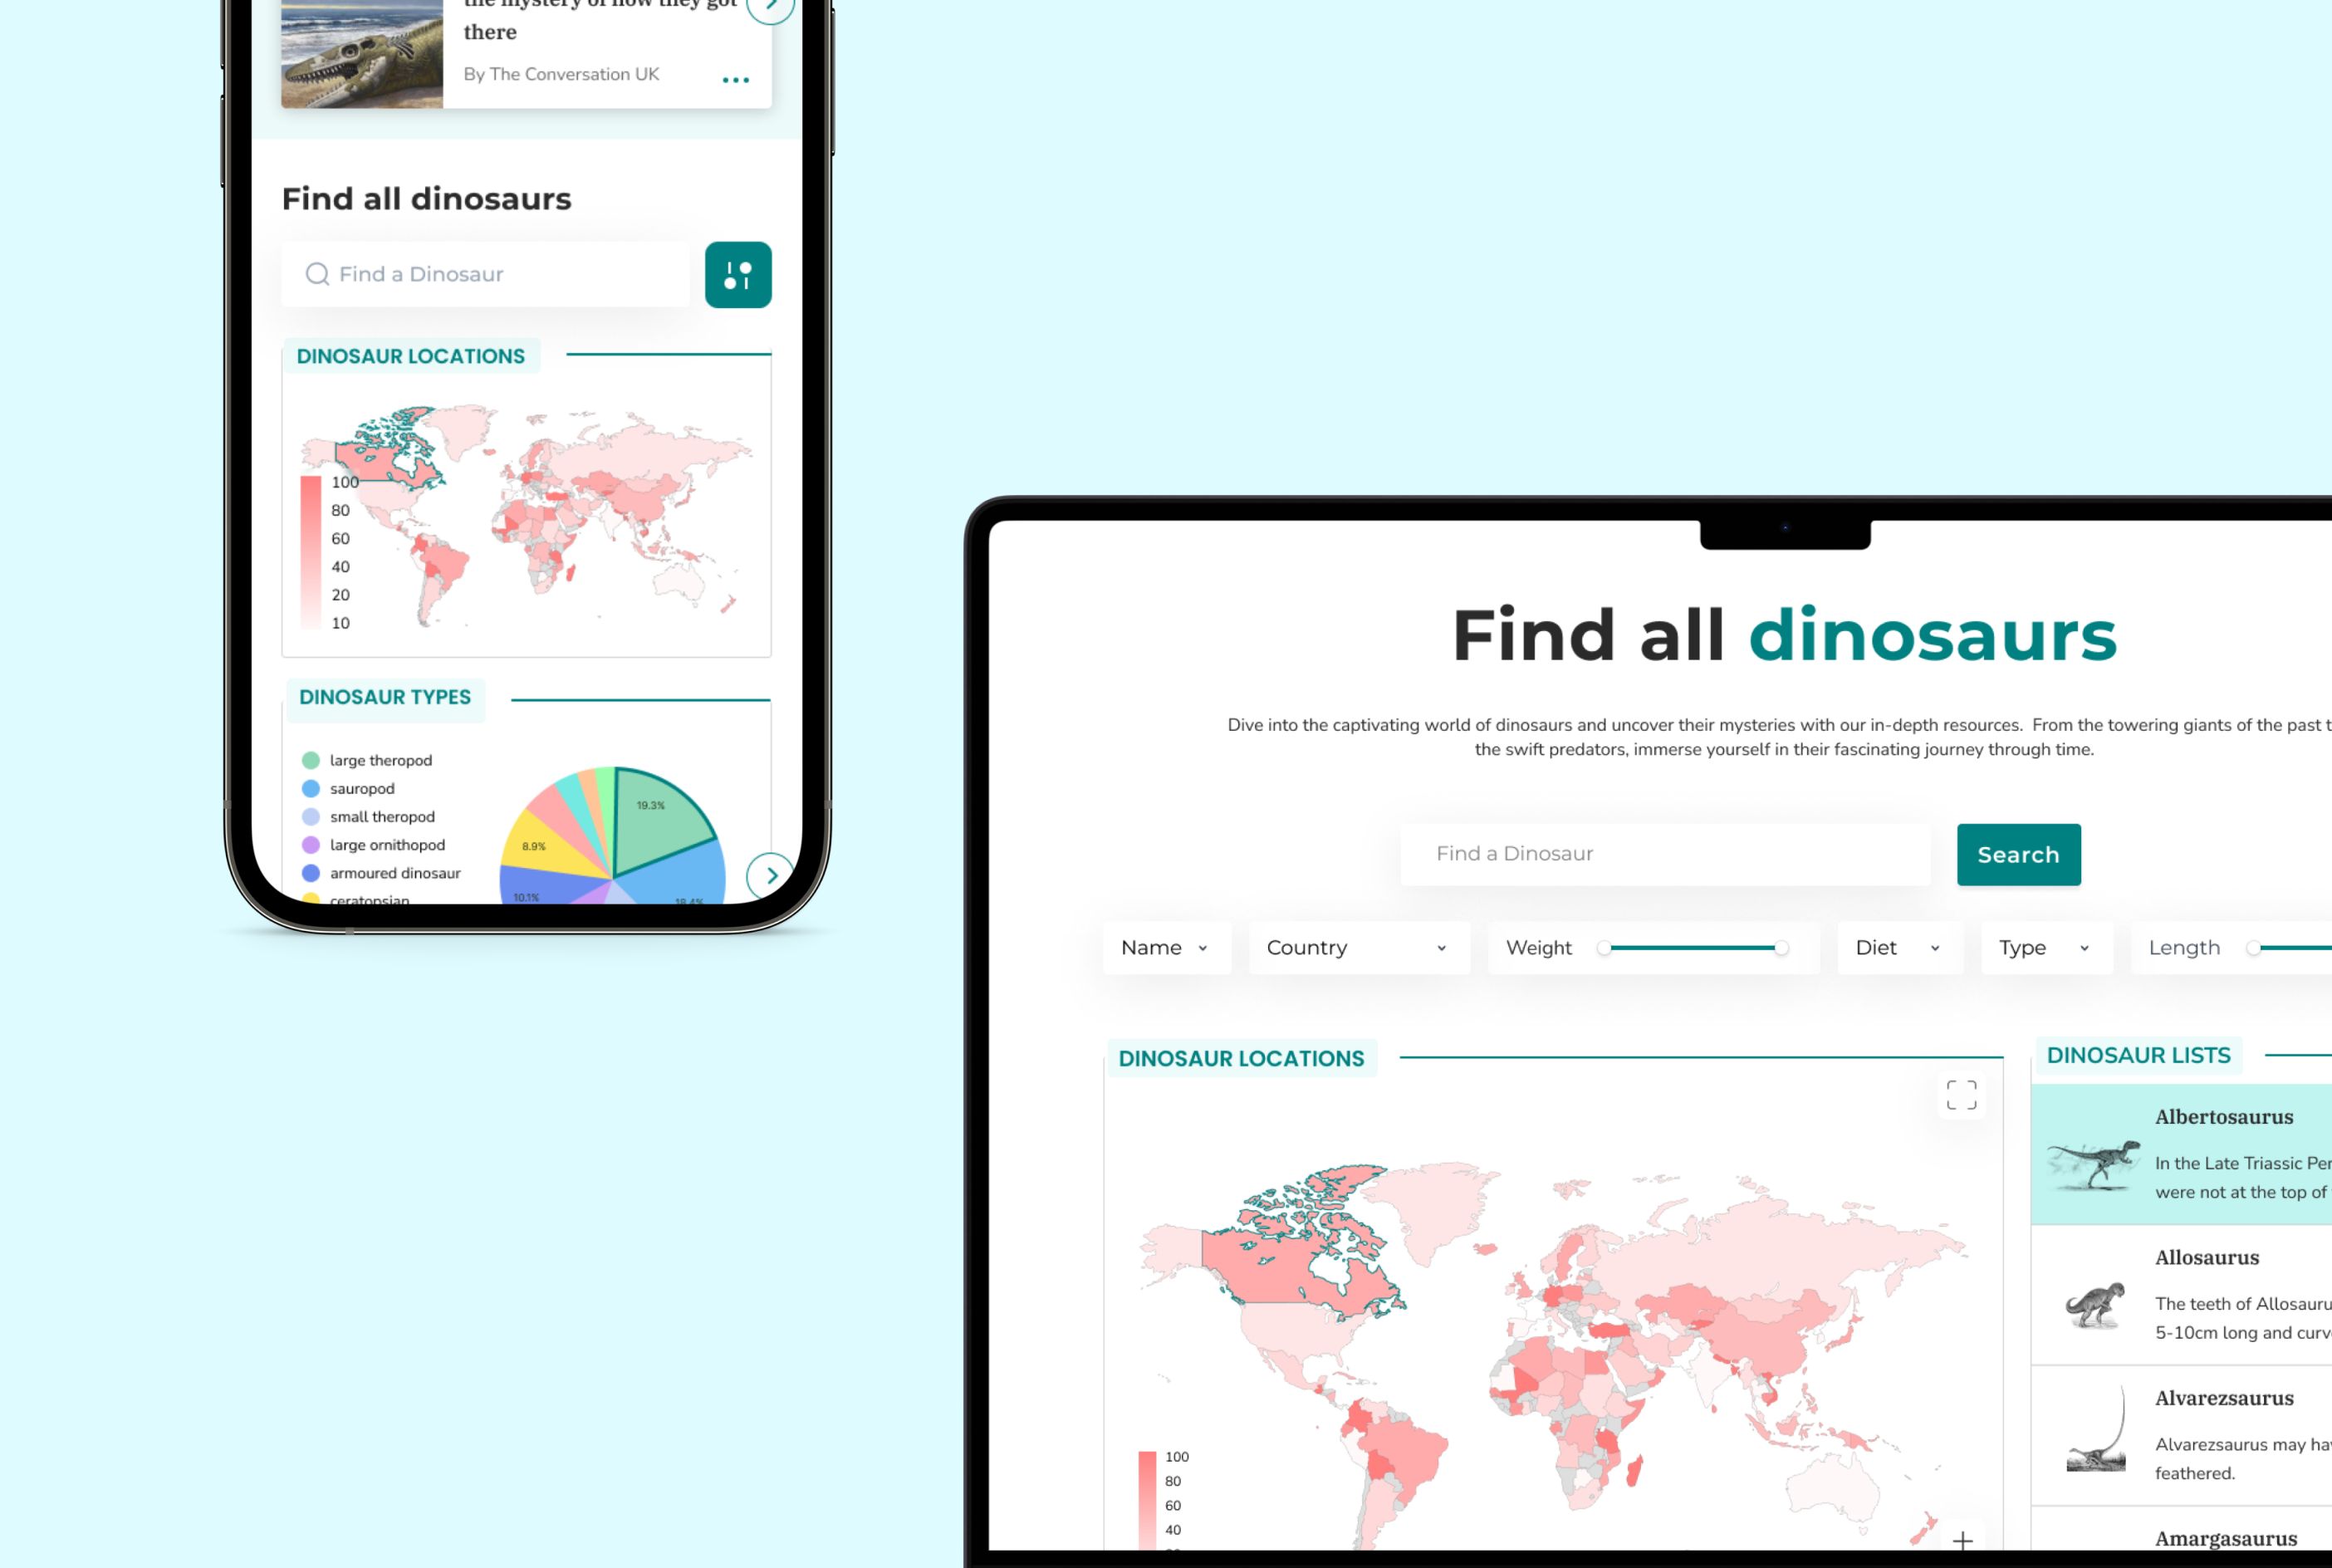 the mystery of how they got
there
By The Conversation UK
Find all dinosaurs
Find a Dinosaur
DINOSAUR LOCATIONS
100
80
60
40
20
10
DINOSAUR TYPES
large theropod
sauropod
small theropod
large ornithopod
armoured dinosaur
ceratopsian
19.3%
8.9%
10.1%
18.4%
Find all dinosaurs
Dive into the captivating world of dinosaurs and uncover their mysteries with our in-depth resources. From the towering giants of the past t
the swift predators, immerse yourself in their fascinating journey through time.
Find a Dinosaur
Search
Name
Country
Weight
Diet
Type
Length
DINOSAUR LOCATIONS
100
80
60
40
DINOSAUR LISTS
Albertosaurus
In the Late Triassic Per
were not at the top of
Allosaurus
The teeth of Allosauru
5-10cm long and curv
Alvarezsaurus
Alvarezsaurus may ha
feathered.
Amargasaurus